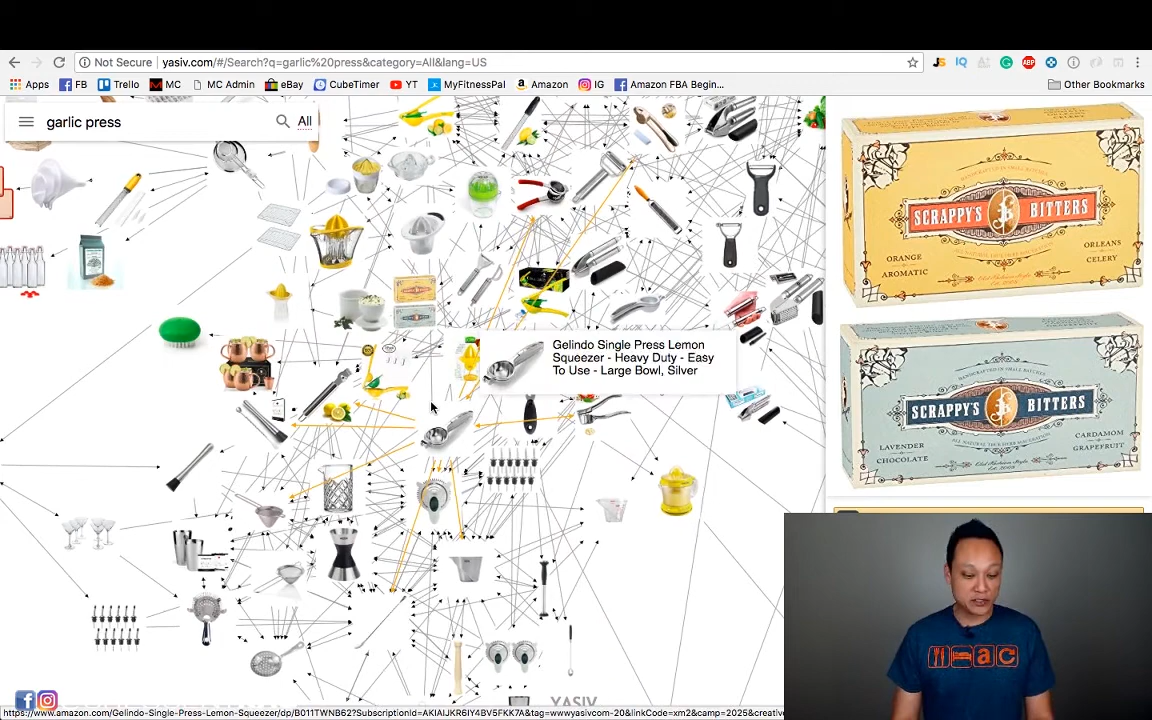 Not Secure | yasiv.com/#/Search?q=garlic%20press&category=All&lang=US
Apps FB Trello MC MC Admin eBay CubeTimer YT MyFitnessPal Amazon IG Amazon FBA Begin... Other Bookmarks
garlic press All
SCRAPPY'S BITTERS
ORANGE AROMATIC
ORLEANS CELERY
Gelindo Single Press Lemon
Squeezer - Heavy Duty - Easy
To Use - Large Bowl, Silver
SCRAPPY'S BITTERS
LAVENDER CHOCOLATE
CARDAMOM GRAPEFRUIT
YASIV